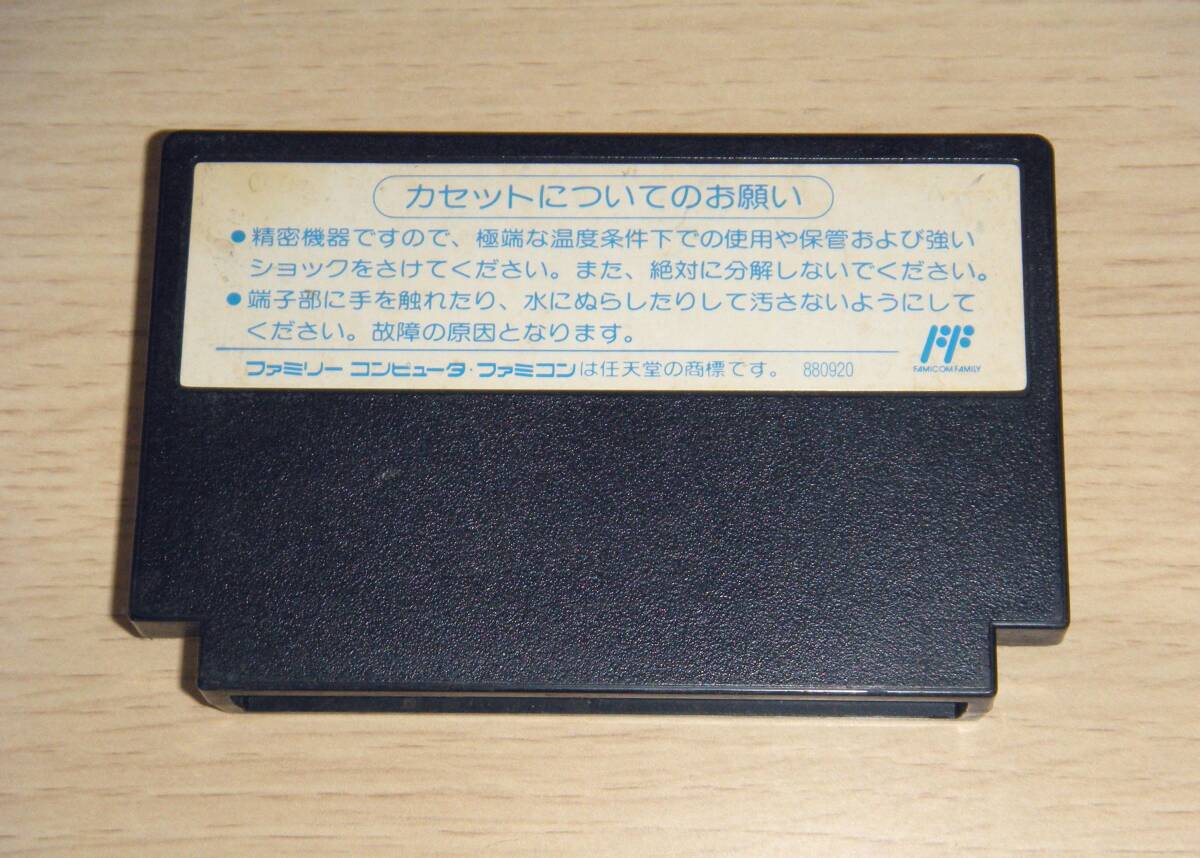 カセットについてのお願い
●精密機器ですので、極端な温度条件下での使用や保管および強い
ショックをさけてください。また、絶対に分解しないでください。
●端子部に手を触れたり、水にぬらしたりして汚さないようにして
ください。故障の原因となります。
ファミリー コンピュータ・ファミコンは任天堂の商標です。 880920
FF
FAMICOM FAMILY